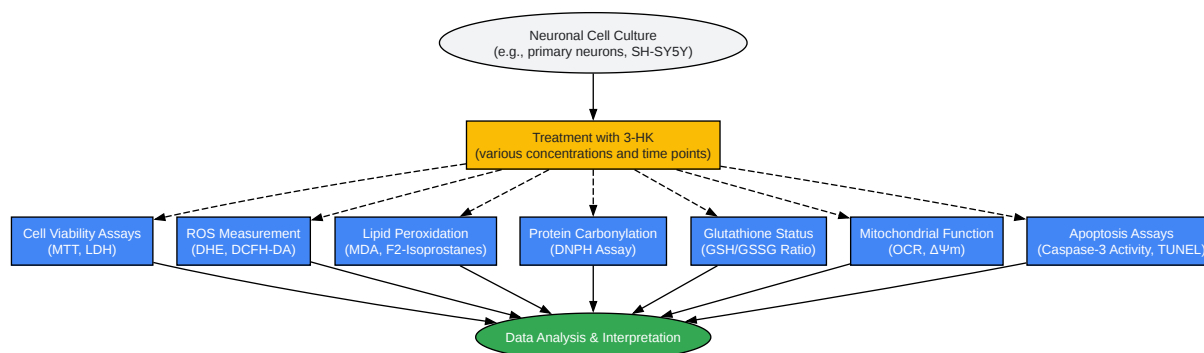 Neuronal Cell Culture
(e.g., primary neurons, SH-SY5Y)
Treatment with 3-HK
(various concentrations and time points)
Cell Viability Assays
(MTT, LDH)
ROS Measurement
(DHE, DCFH-DA)
Lipid Peroxidation
(MDA, F2-Isoprostanes)
Protein Carbonylation
(DNPH Assay)
Glutathione Status
(GSH/GSSG Ratio)
Mitochondrial Function
(OCR, ΔΨm)
Apoptosis Assays
(Caspase-3 Activity, TUNEL)
Data Analysis & Interpretation